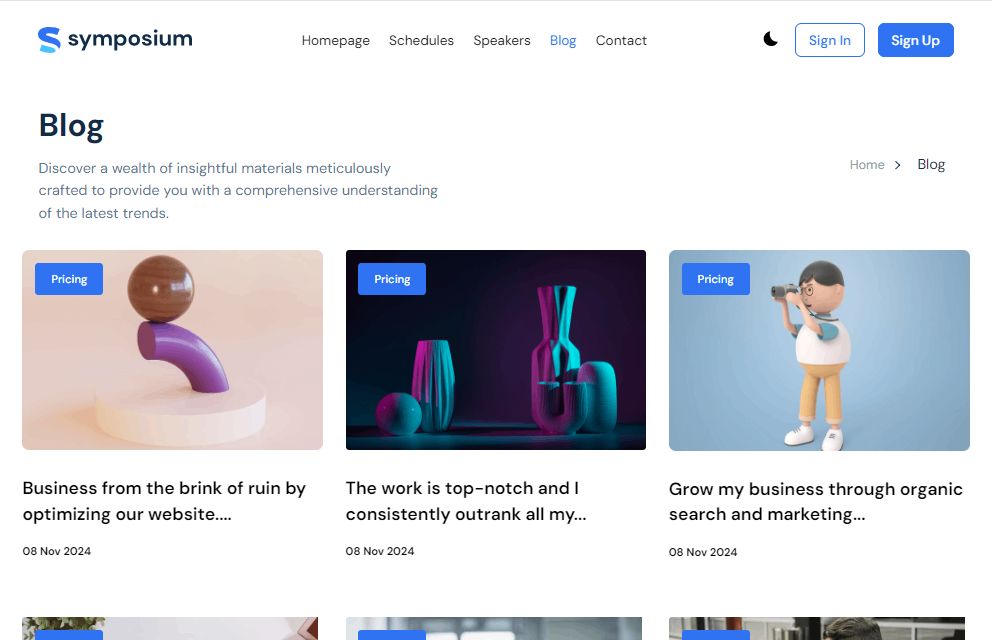 symposium
Homepage Schedules Speakers Blog Contact
Sign In
Sign Up
Blog
Discover a wealth of insightful materials meticulously
crafted to provide you with a comprehensive understanding
of the latest trends.
Home > Blog
Pricing
Pricing
Pricing
Business from the brink of ruin by
optimizing our website....
08 Nov 2024
The work is top-notch and I
consistently outrank all my...
08 Nov 2024
Grow my business through organic
search and marketing...
08 Nov 2024